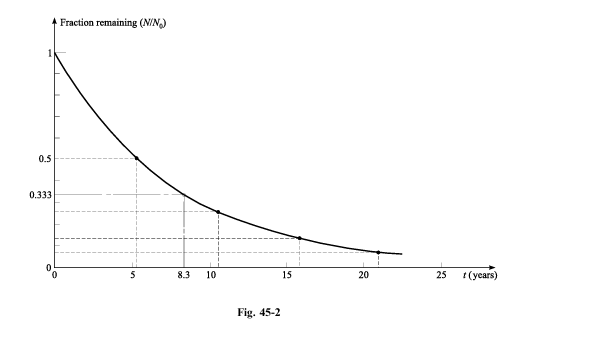 Fraction remaining (N/N₀)
1
0.5
0.333
0
0 5 8.3 10 15 20 25 t (years)
Fig. 45-2